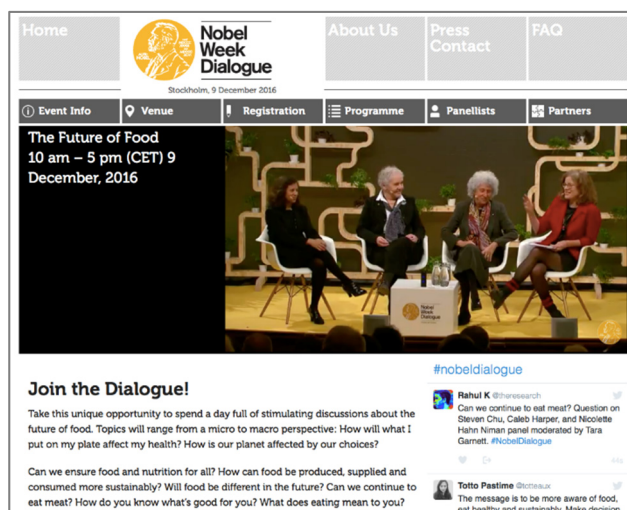 Home
Nobel
Week
Dialogue
Stockholm, 9 December 2016
About Us
Press
Contact
FAQ
Event Info
Venue
Registration
Programme
Panellists
Partners
The Future of Food
10 am – 5 pm (CET) 9
December, 2016
Nobel
Week
Dialogue
Join the Dialogue!
Take this unique opportunity to spend a day full of stimulating discussions about the
future of food. Topics will range from a micro to macro perspective: How will what I
put on my plate affect my health? How is our planet affected by our choices?
Can we ensure food and nutrition for all? How can food be produced, supplied and
consumed more sustainably? Will food be different in the future? Can we continue to
eat meat? How do you know what's good for you? What does eating mean to you?
#nobeldialogue
Rahul K @theresearch
Can we continue to eat meat? Question on
Steven Chu, Caleb Harper, and Nicolette
Hahn Niman panel moderated by Tara
Garnett. #NobelDialogue
Totto Pastime @totteaux
The message is to be more aware of food,
eat healthy and sustainably. Make decision